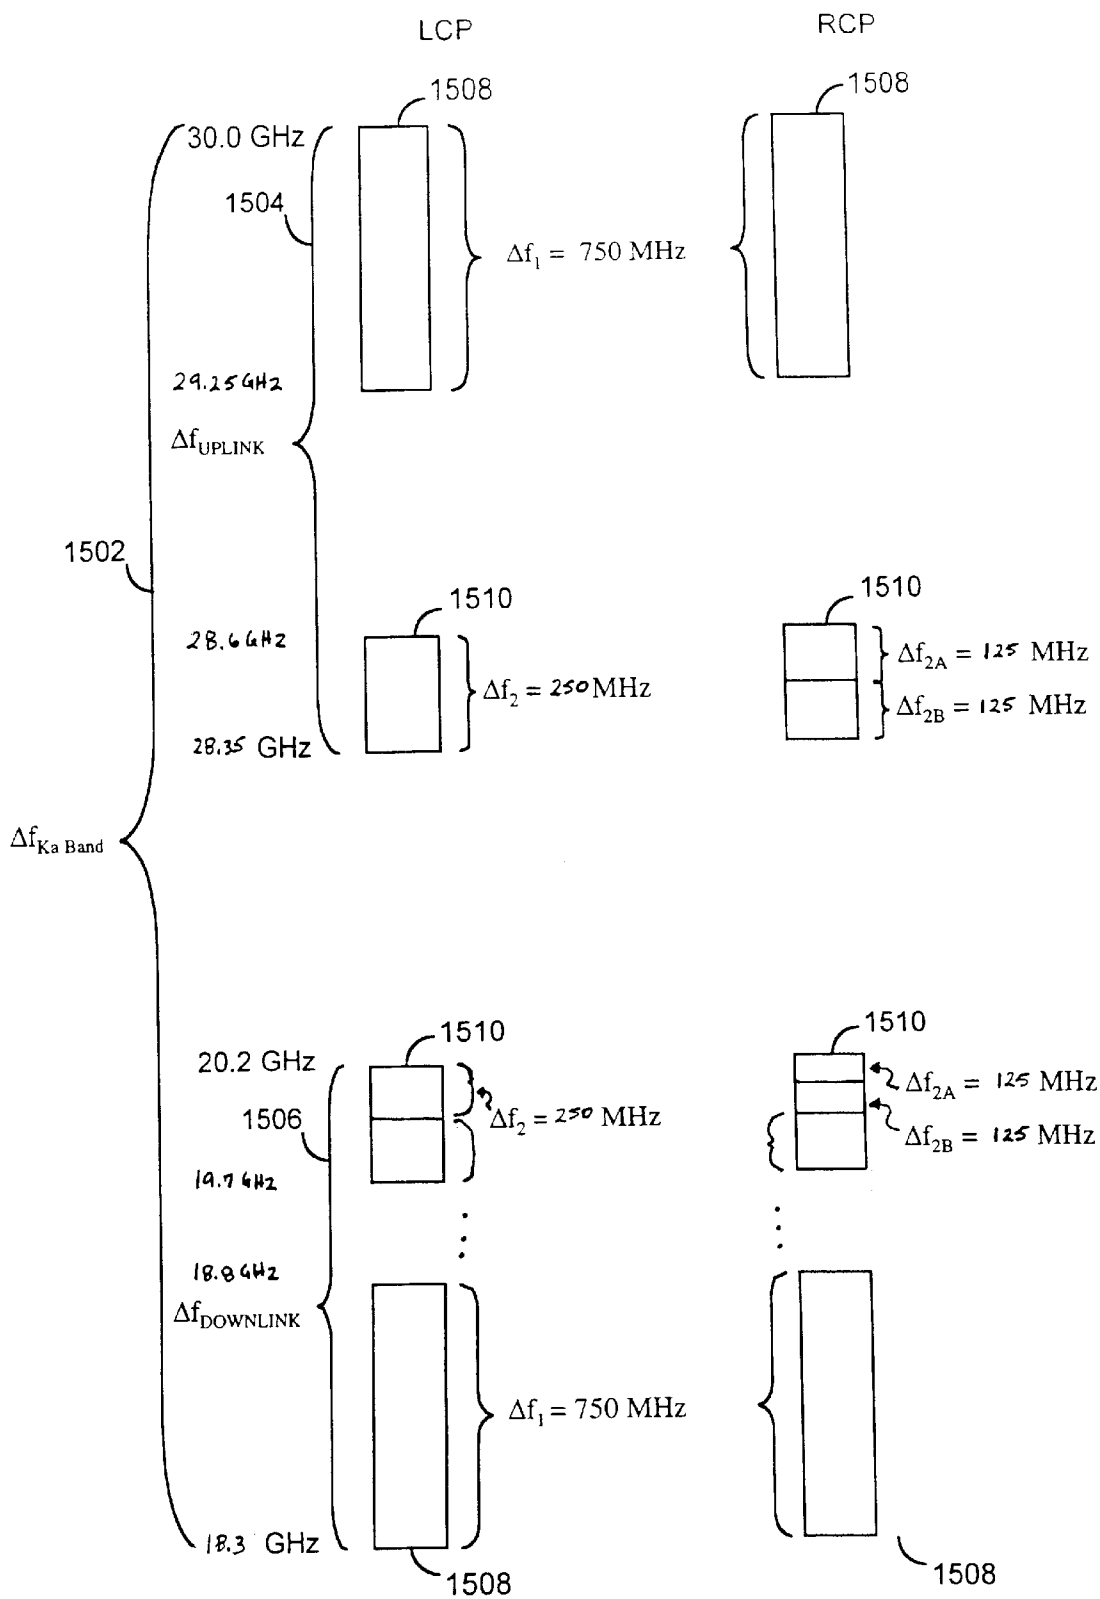 LCP
RCP
1508
1508
30.0 GHz
1504
Δf₁ = 750 MHz
29.25 GHz
Δf_UPLINK
1502
1510
1510
28.6 GHz
Δf₂ = 250 MHz
Δf₂A = 125 MHz
Δf₂B = 125 MHz
28.35 GHz
Δf_Ka Band
1510
1510
20.2 GHz
1506
Δf₂ = 250 MHz
Δf₂A = 125 MHz
Δf₂B = 125 MHz
19.7 GHz
18.8 GHz
Δf_DOWNLINK
Δf₁ = 750 MHz
18.3 GHz
1508
1508